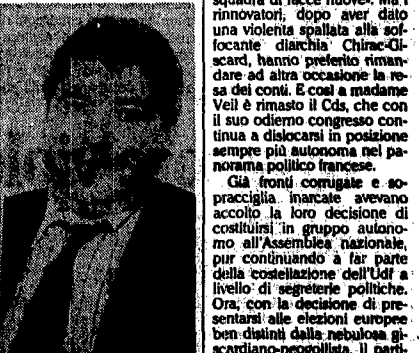 squadra di facce nuove». Ma i
rinnovatori, dopo aver dato
una violenta spallata alla sof-
focante diarchia Chirac-Gi-
scard, hanno preferito riman-
dare ad altra occasione la re-
sa dei conti. E così a madame
Veil è rimasto il Cds, che con
il suo odierno congresso con-
tinua a dislocarsi in posizione
sempre più autonoma nel pa-
norama politico francese.
Già fronti corrugate e so-
pracciglia inarcate avevano
accolto la loro decisione di
costituirsi in gruppo autono-
mo all'Assemblea nazionale,
pur continuando a far parte
della costellazione dell'Udf a
livello di segreterie politiche.
Ora, con la decisione di pre-
sentarsi alle elezioni europee
ben distinti dalla nebulosa gi-
scardiano-neogollista, il parti-